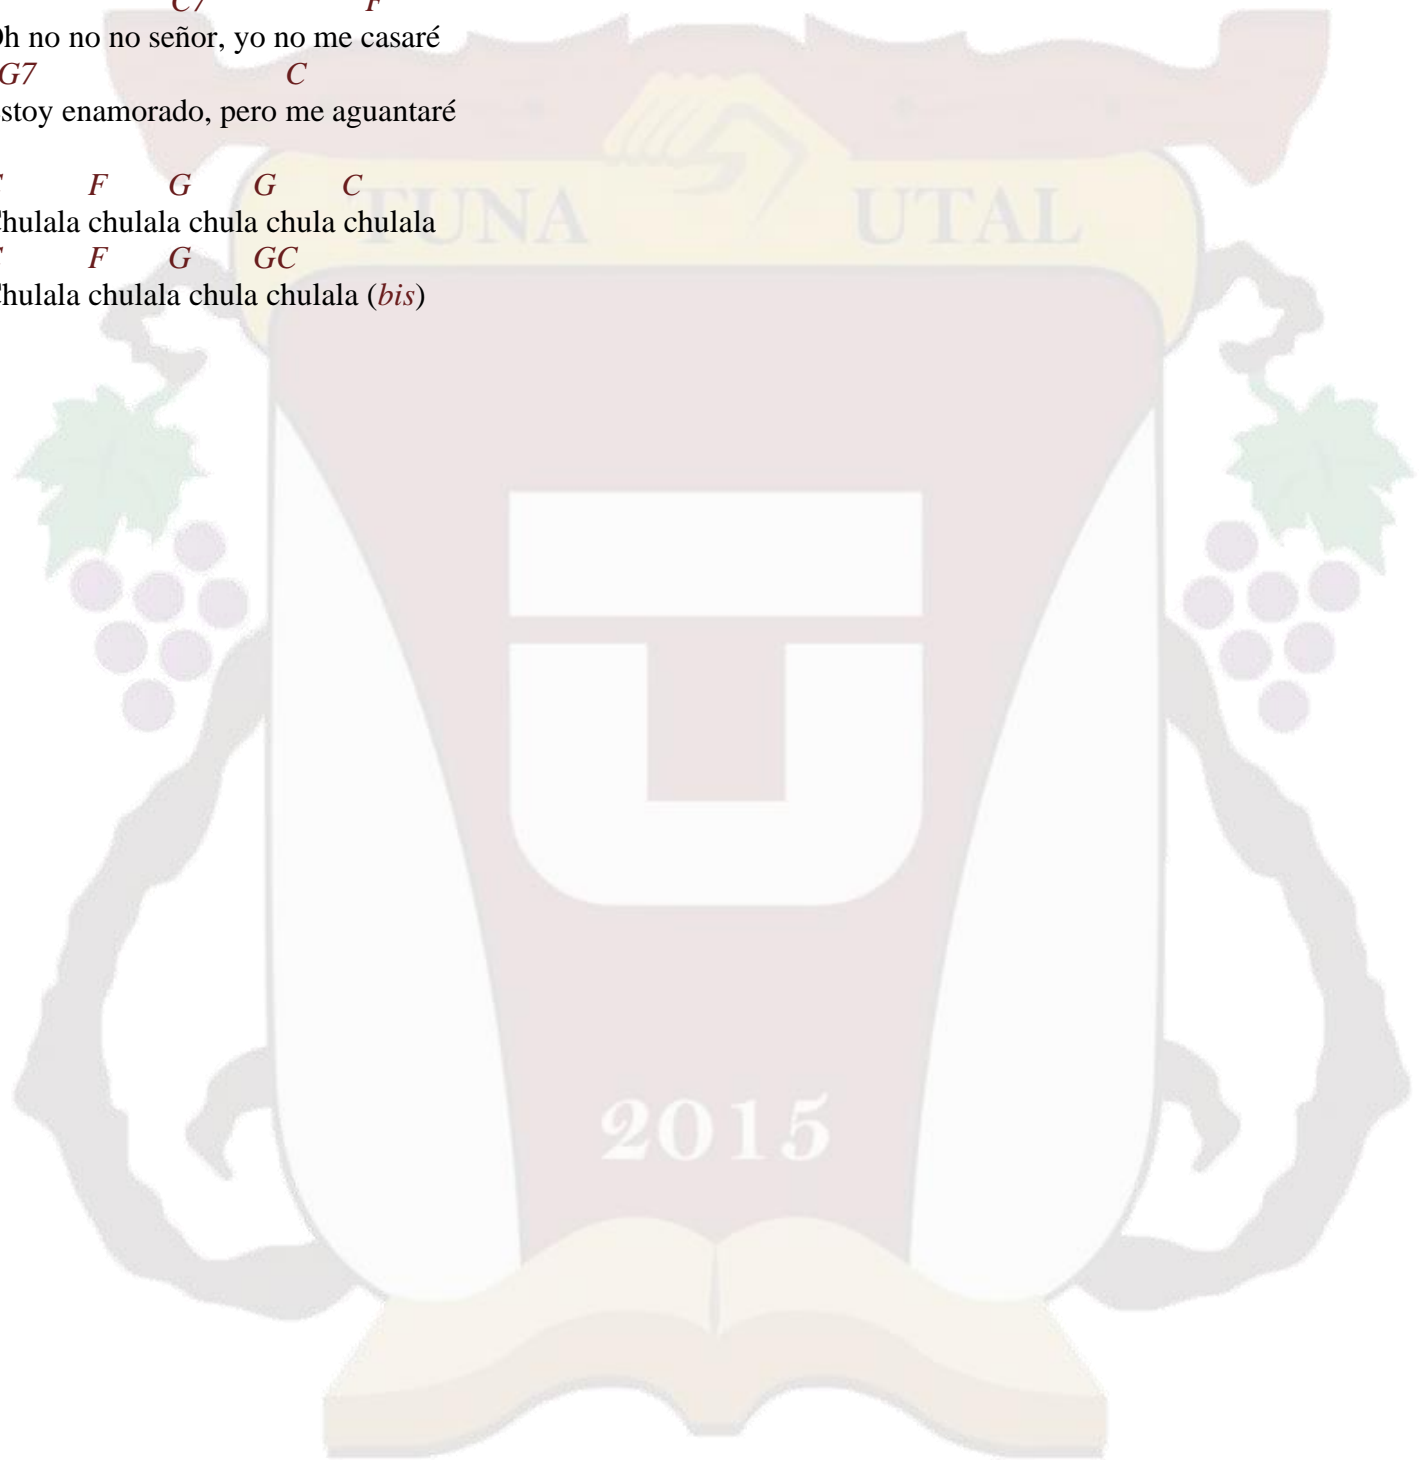 C7 F
h no no no señor, yo no me casaré
G7 C
stoy enamorado, pero me aguantaré
F G G C
hulala chulala chula chula chulala
F G GC
hulala chulala chula chulala (bis)
TUNA UTAL
2015